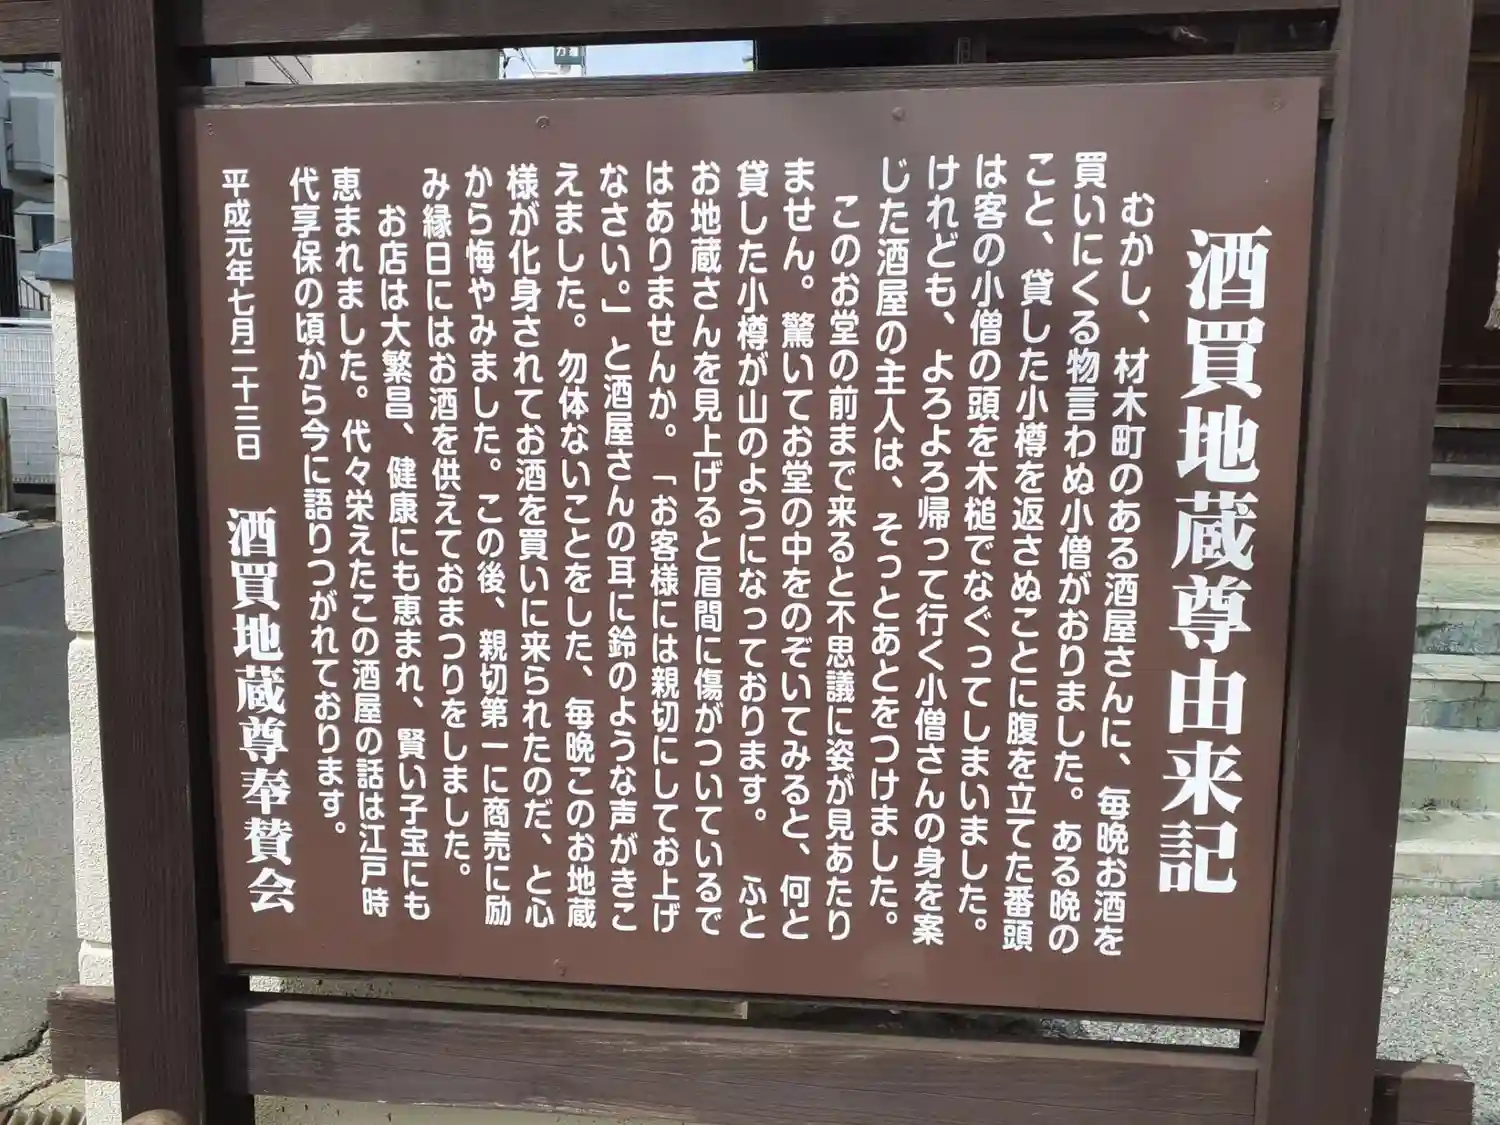 酒買地蔵尊由来記
むかし、材木町のある酒屋さんに、毎晩お酒を
買いにくる物言わぬ小僧がおりました。ある晩の
こと、貸した小樽を返さぬことに腹を立てた番頭
は客の小僧の頭を木槌でなぐってしまいました。
けれども、よろよろ帰って行く小僧さんの身を案
じた酒屋の主人は、そっとあとをつけました。
このお堂の前まで来ると不思議に姿が見あたり
ません。驚いてお堂の中をのぞいてみると、何と
貸した小樽が山のようになっております。 ふと
お地蔵さんを見上げると眉間に傷がついているで
はありませんか。「お客様には親切にしてお上げ
なさい。」と酒屋さんの耳に鈴のような声がきこ
えました。勿体ないことをした、毎晩このお地蔵
様が化身されてお酒を買いに来られたのだ、と心
から悔やみました。この後、親切第一に商売に励
み縁日にはお酒を供えておまつりをしました。
お店は大繁昌、健康にも恵まれ、賢い子宝にも
恵まれました。代々栄えたこの酒屋の話は江戸時
代享保の頃から今に語りつがれております。
平成元年七月二十三日 酒買地蔵尊奉賛会